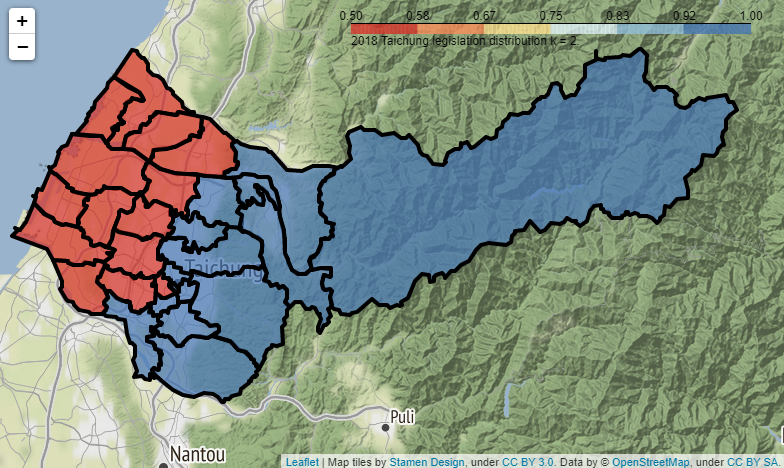 +
−
0.50 0.58 0.67 0.75 0.83 0.92 1.00
2018 Taichung legislation distribution k = 2.
Taichung
Puli
Nantou
Leaflet | Map tiles by Stamen Design, under CC BY 3.0. Data by © OpenStreetMap, under CC BY SA